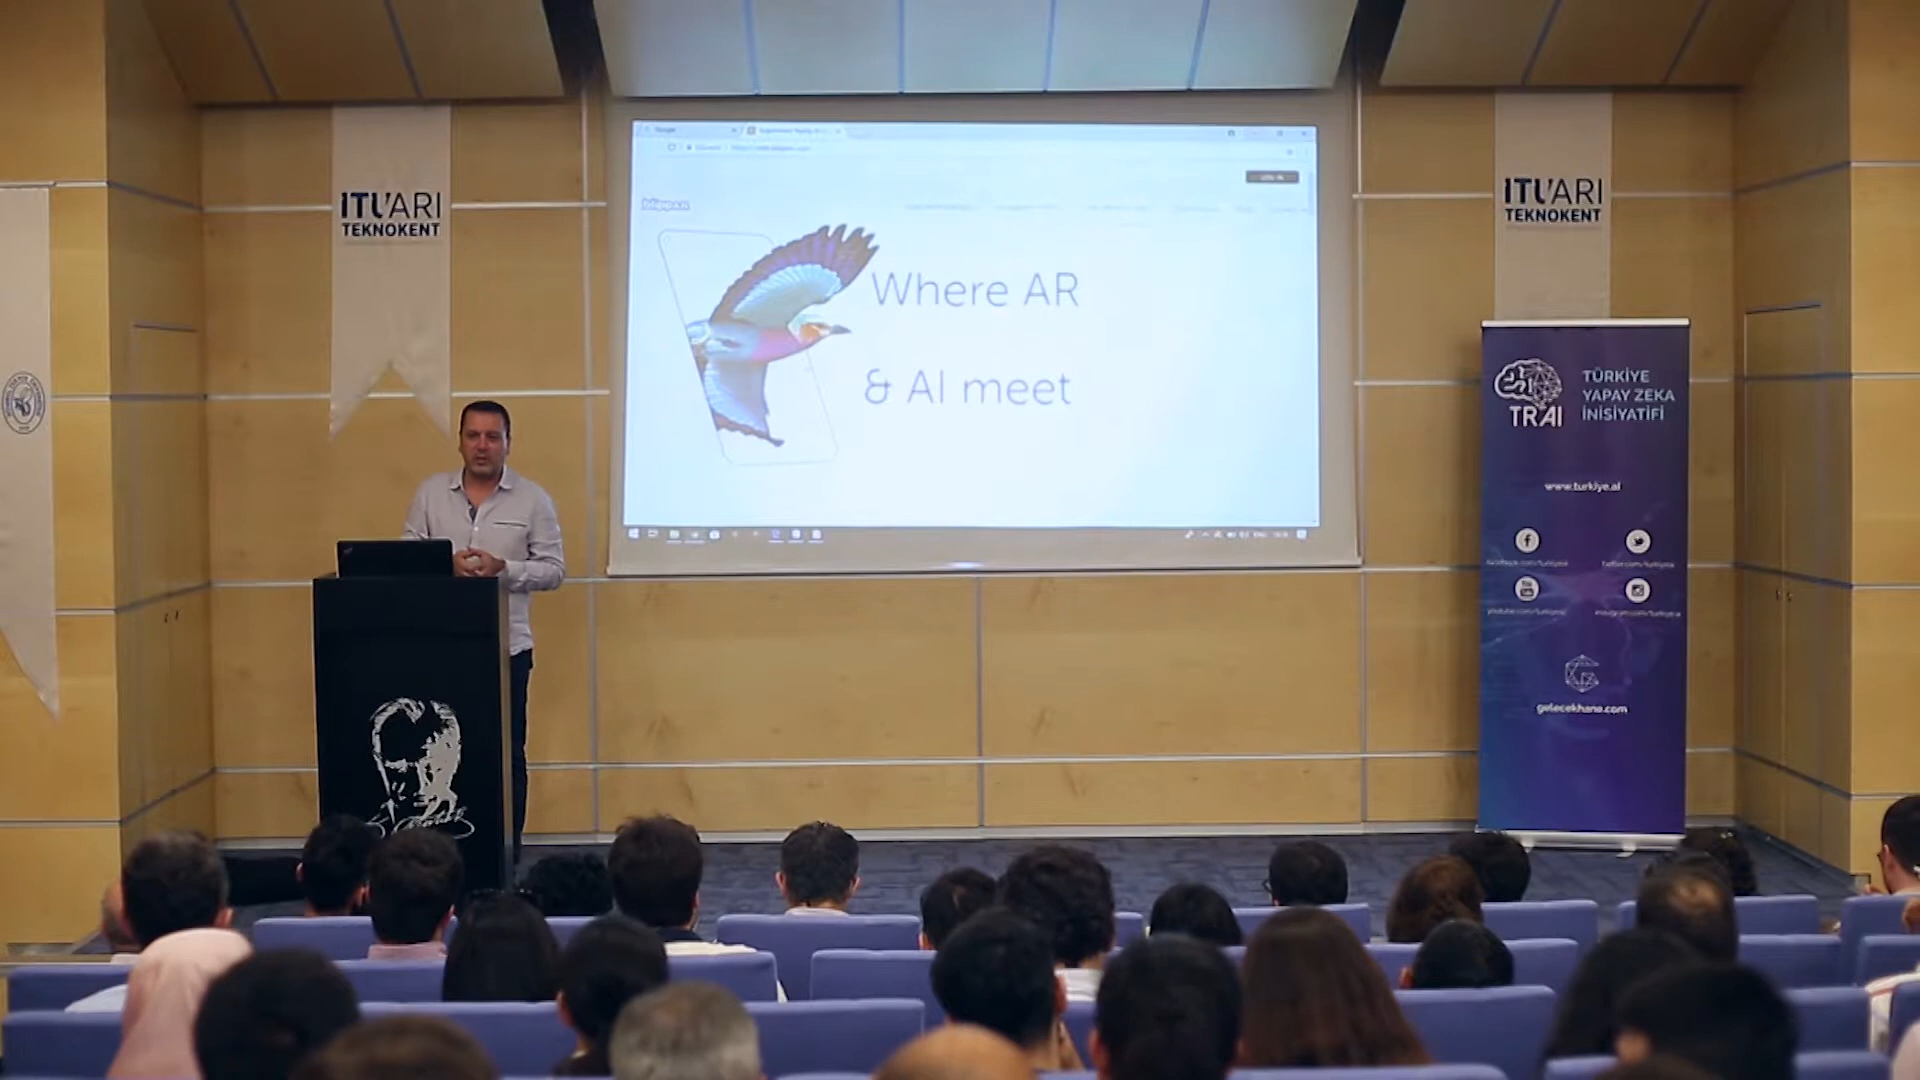 ITU ARI
TEKNOKENT
blippar
Where AR
& AI meet
ITU ARI
TEKNOKENT
TRAI
TÜRKİYE
YAPAY ZEKA
İNİSİYATİFİ
www.turkiye.ai
gelecekhane.com